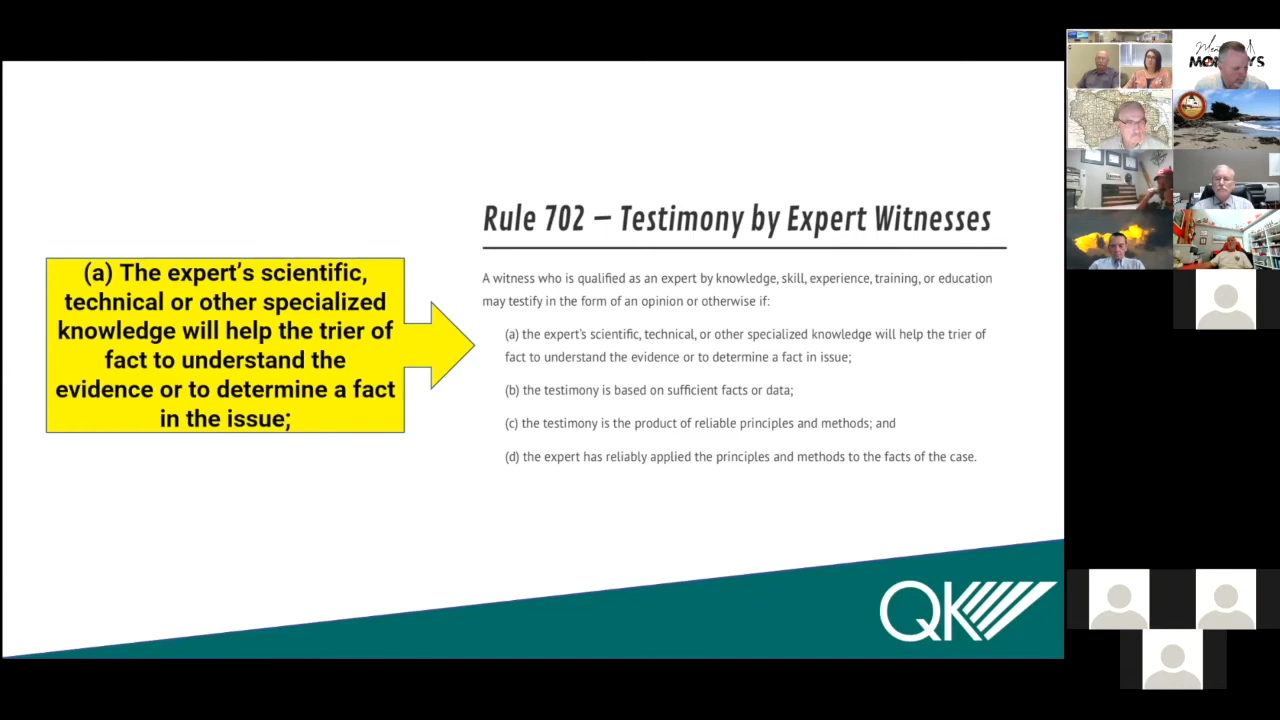 Rule 702 – Testimony by Expert Witnesses
(a) The expert's scientific,
technical or other specialized
knowledge will help the trier of
fact to understand the
evidence or to determine a fact
in the issue;
A witness who is qualified as an expert by knowledge, skill, experience, training, or education
may testify in the form of an opinion or otherwise if:
(a) the expert's scientific, technical, or other specialized knowledge will help the trier of
fact to understand the evidence or to determine a fact in issue;
(b) the testimony is based on sufficient facts or data;
(c) the testimony is the product of reliable principles and methods; and
(d) the expert has reliably applied the principles and methods to the facts of the case.
QK